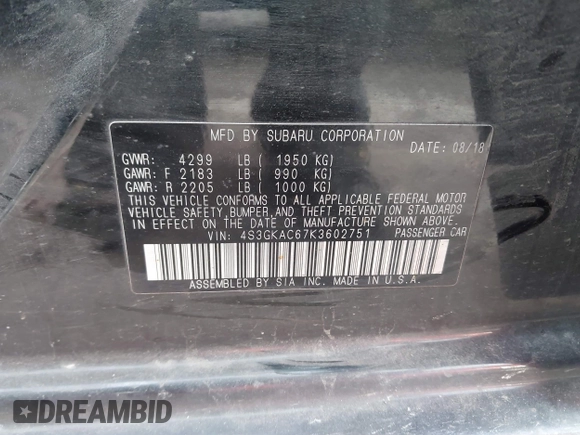 MFD BY SUBARU CORPORATION
DATE: 08/18
GVWR: 4299 LB ( 1950 KG)
GAWR: F 2183 LB ( 990 KG)
GAWR: R 2205 LB ( 1000 KG)
THIS VEHICLE CONFORMS TO ALL APPLICABLE FEDERAL MOTOR
VEHICLE SAFETY, BUMPER, AND THEFT PREVENTION STANDARDS
IN EFFECT ON THE DATE OF MANUFACTURE SHOWN ABOVE.
VIN: 4S3GKAC67K3602751 PASSENGER CAR
ASSEMBLED BY SIA INC. MADE IN U.S.A.
DREAMBID